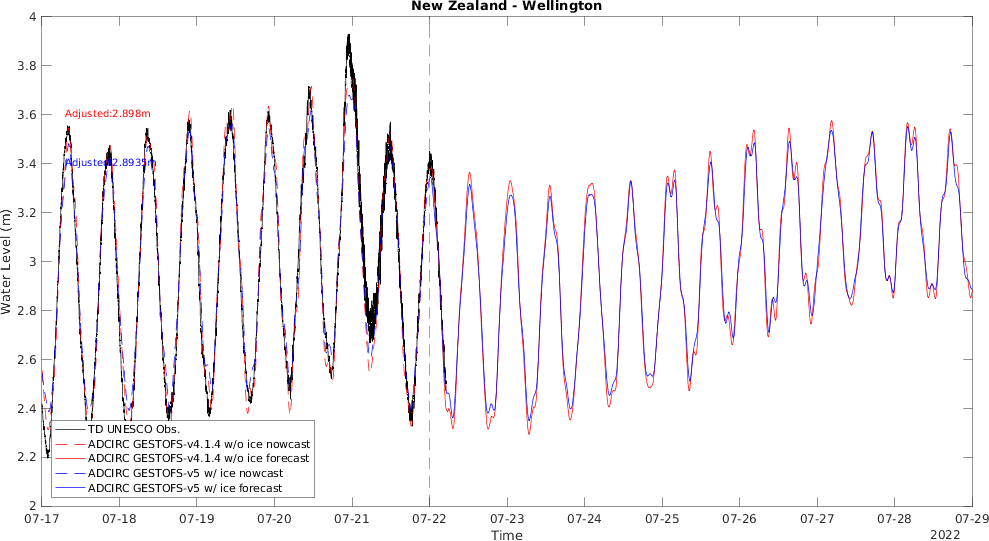 New Zealand - Wellington
4
3.8
3.6
3.4
3.2
3
2.8
2.6
2.4
2.2
2
Water Level (m)
Adjusted:2.898m
Adjusted:2.8935m
TD UNESCO Obs.
ADCIRC GESTOFS-v4.1.4 w/o ice nowcast
ADCIRC GESTOFS-v4.1.4 w/o ice forecast
ADCIRC GESTOFS-v5 w/ ice nowcast
ADCIRC GESTOFS-v5 w/ ice forecast
07-17 07-18 07-19 07-20 07-21 07-22 07-23 07-24 07-25 07-26 07-27 07-28 07-29
Time
2022